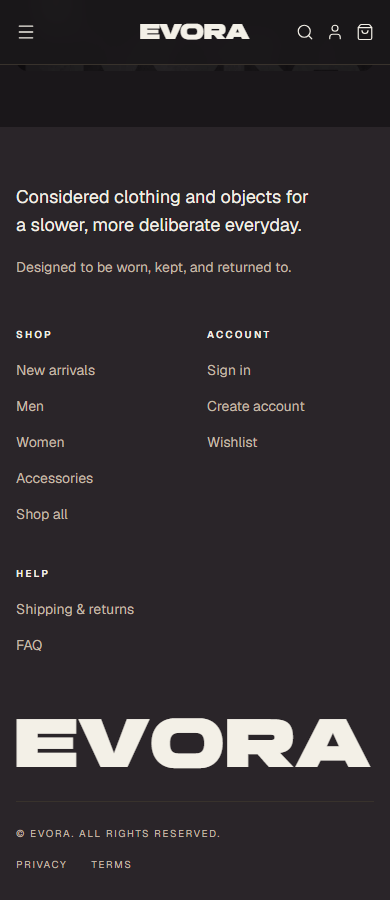 EVORA
Considered clothing and objects for
a slower, more deliberate everyday.
Designed to be worn, kept, and returned to.
SHOP
New arrivals
Men
Women
Accessories
Shop all
ACCOUNT
Sign in
Create account
Wishlist
HELP
Shipping & returns
FAQ
EVORA
© EVORA. ALL RIGHTS RESERVED.
PRIVACY TERMS